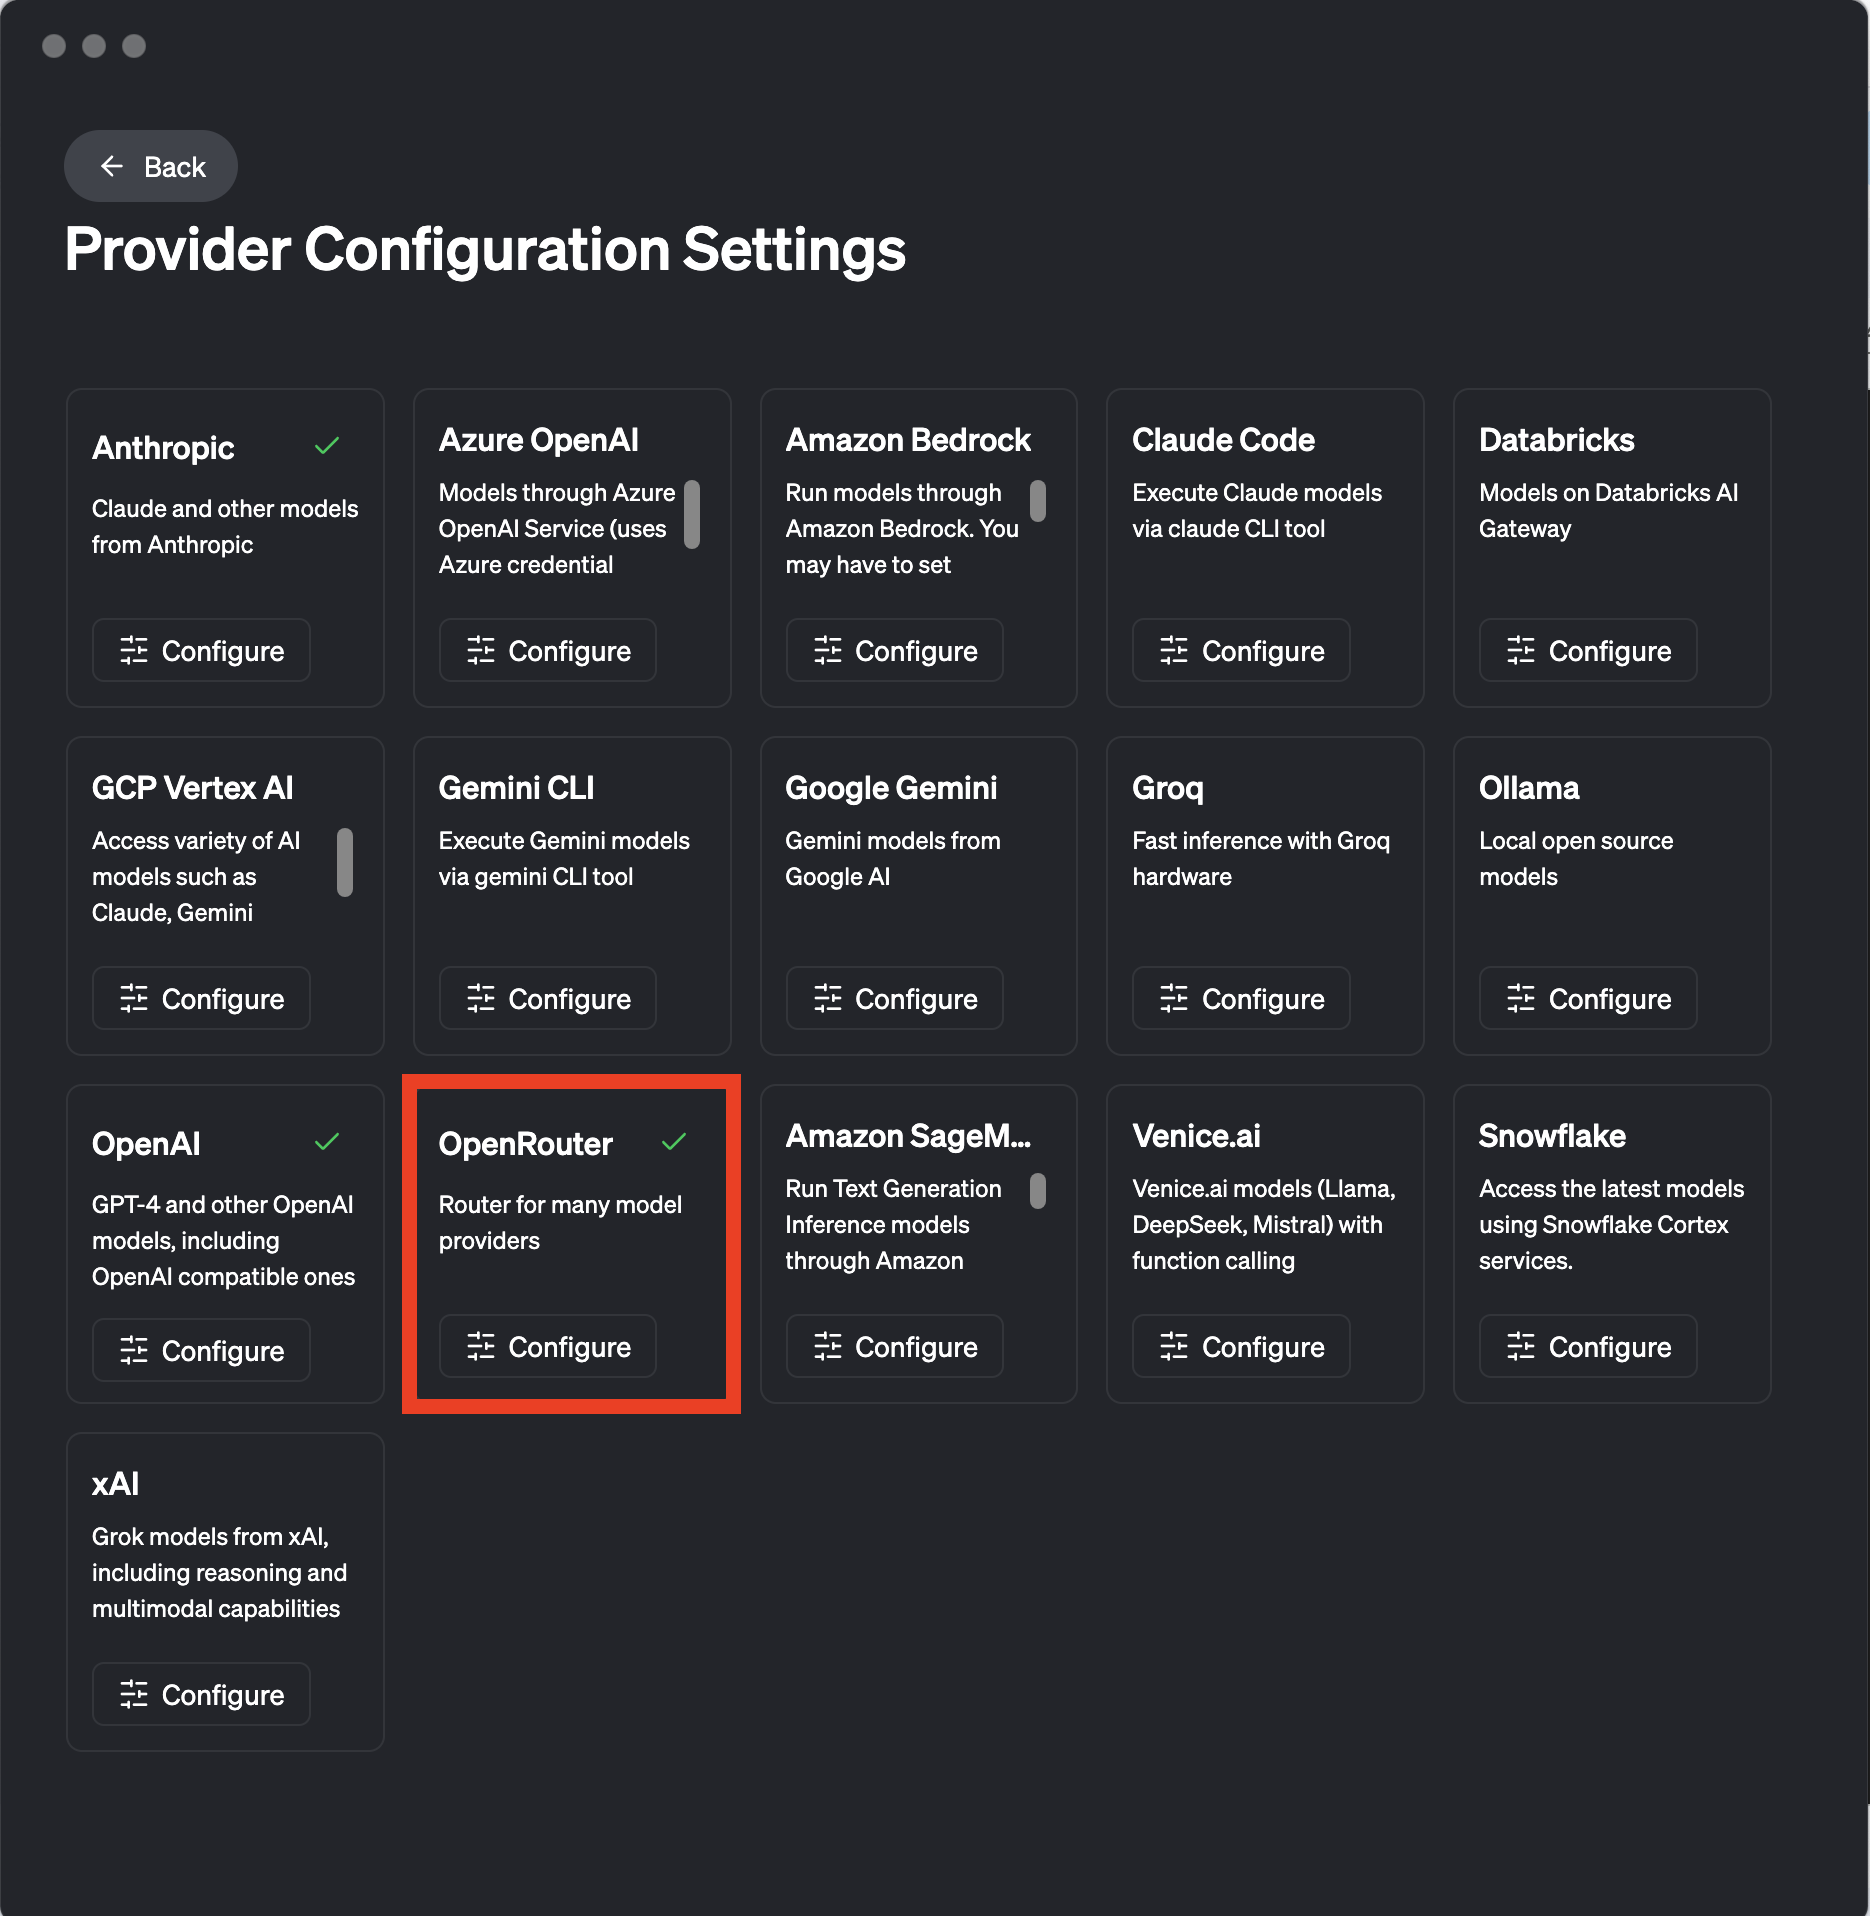 Back
Provider Configuration Settings
Anthropic
Claude and other models
from Anthropic
Configure
Azure OpenAI
Models through Azure
OpenAI Service (uses
Azure credential
Configure
Amazon Bedrock
Run models through
Amazon Bedrock. You
may have to set
Configure
Claude Code
Execute Claude models
via claude CLI tool
Configure
Databricks
Models on Databricks AI
Gateway
Configure
GCP Vertex AI
Access variety of AI
models such as
Claude, Gemini
Configure
Gemini CLI
Execute Gemini models
via gemini CLI tool
Configure
Google Gemini
Gemini models from
Google AI
Configure
Groq
Fast inference with Groq
hardware
Configure
Ollama
Local open source
models
Configure
OpenAI
GPT-4 and other OpenAI
models, including
OpenAI compatible ones
Configure
OpenRouter
Router for many model
providers
Configure
Amazon SageM...
Run Text Generation
Inference models
through Amazon
Configure
Venice.ai
Venice.ai models (Llama,
DeepSeek, Mistral) with
function calling
Configure
Snowflake
Access the latest models
using Snowflake Cortex
services.
Configure
xAI
Grok models from xAI,
including reasoning and
multimodal capabilities
Configure